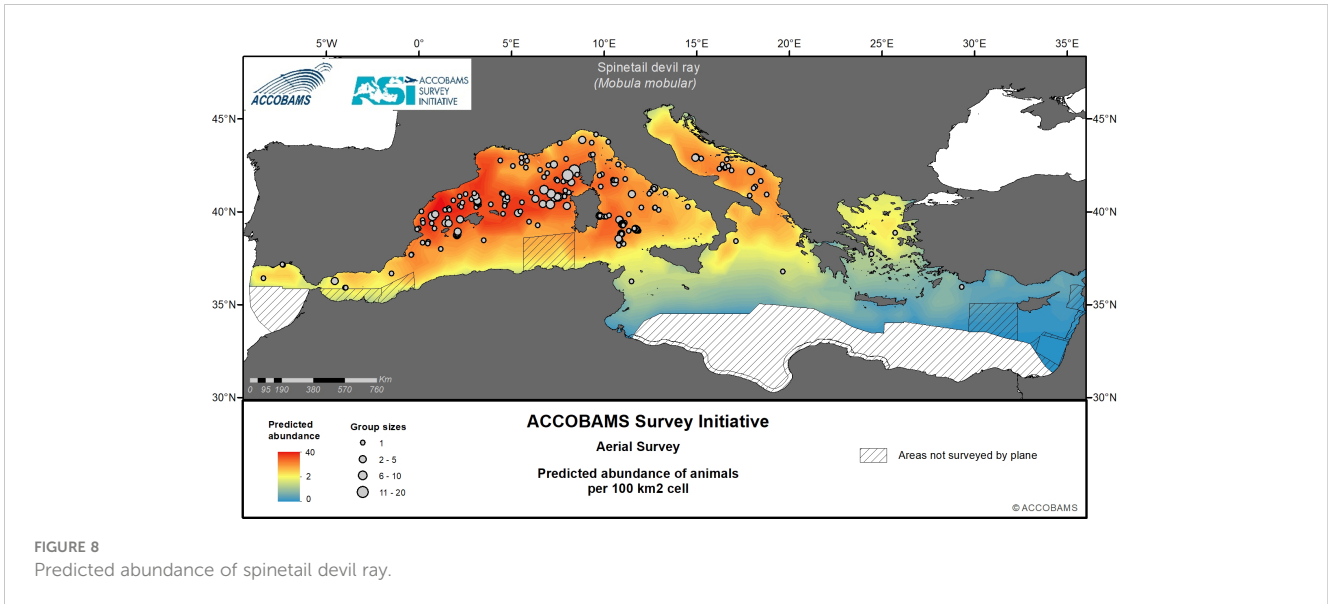 5°W 0° 5°E 10°E 15°E 20°E 25°E 30°E 35°E
ACCOBAMS
ASI ACCOBAMS
SURVEY
INITIATIVE
Spinetail devil ray
(Mobula mobular)
45°N 45°N
40°N 40°N
35°N 35°N
30°N 30°N
Km
0 95 190 380 570 760
Predicted
abundance
40
2
0
Group sizes
1
2 - 5
6 - 10
11 - 20
ACCOBAMS Survey Initiative
Aerial Survey
Predicted abundance of animals
per 100 km2 cell
Areas not surveyed by plane
© ACCOBAMS
FIGURE 8
Predicted abundance of spinetail devil ray.